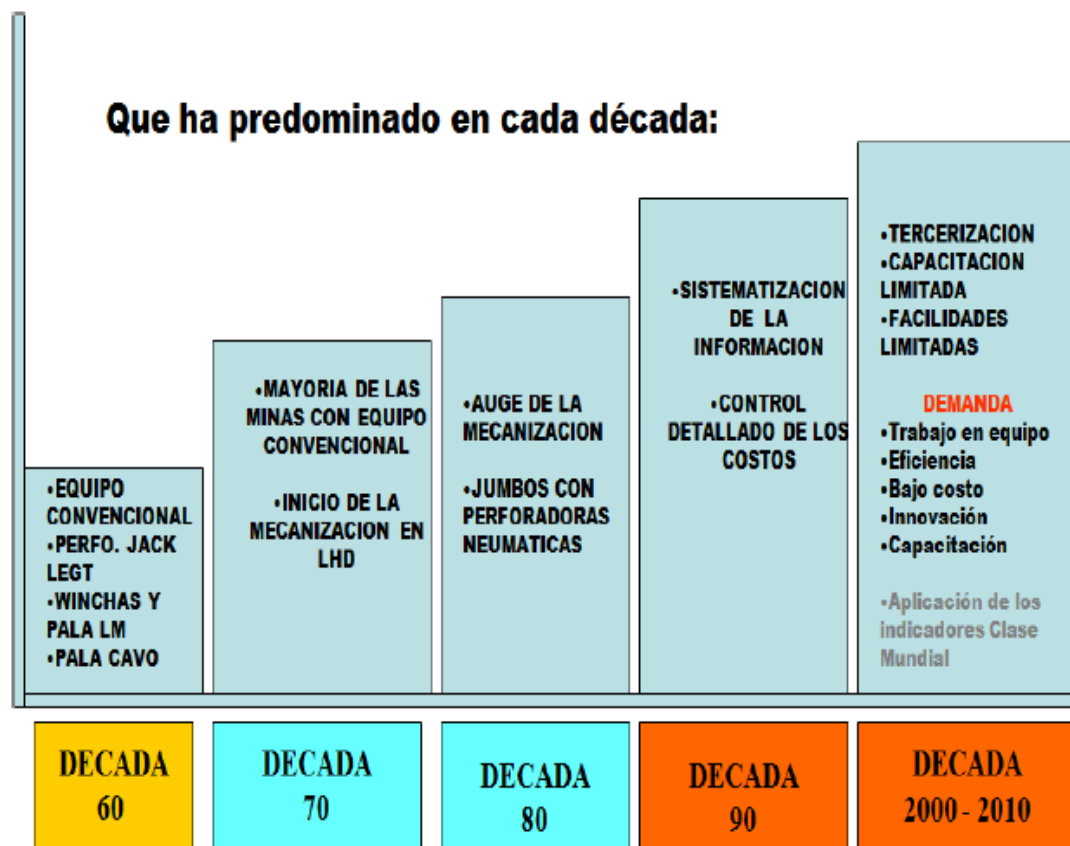 Que ha predominado en cada década:
•EQUIPO
CONVENCIONAL
•PERFO. JACK
LEGT
•WINCHAS Y
PALA LM
•PALA CAVO
•MAYORIA DE LAS
MINAS CON EQUIPO
CONVENCIONAL
•INICIO DE LA
MECANIZACION EN
LHD
•AUGE DE LA
MECANIZACION
•JUMBOS CON
PERFORADORAS
NEUMATICAS
•SISTEMATIZACION
DE LA
INFORMACION
•CONTROL
DETALLADO DE LOS
COSTOS
•TERCERIZACION
•CAPACITACION
LIMITADA
•FACILIDADES
LIMITADAS
DEMANDA
•Trabajo en equipo
•Eficiencia
•Bajo costo
•Innovación
•Capacitación
•Aplicación de los
indicadores Clase
Mundial
DECADA
60
DECADA
70
DECADA
80
DECADA
90
DECADA
2000 - 2010